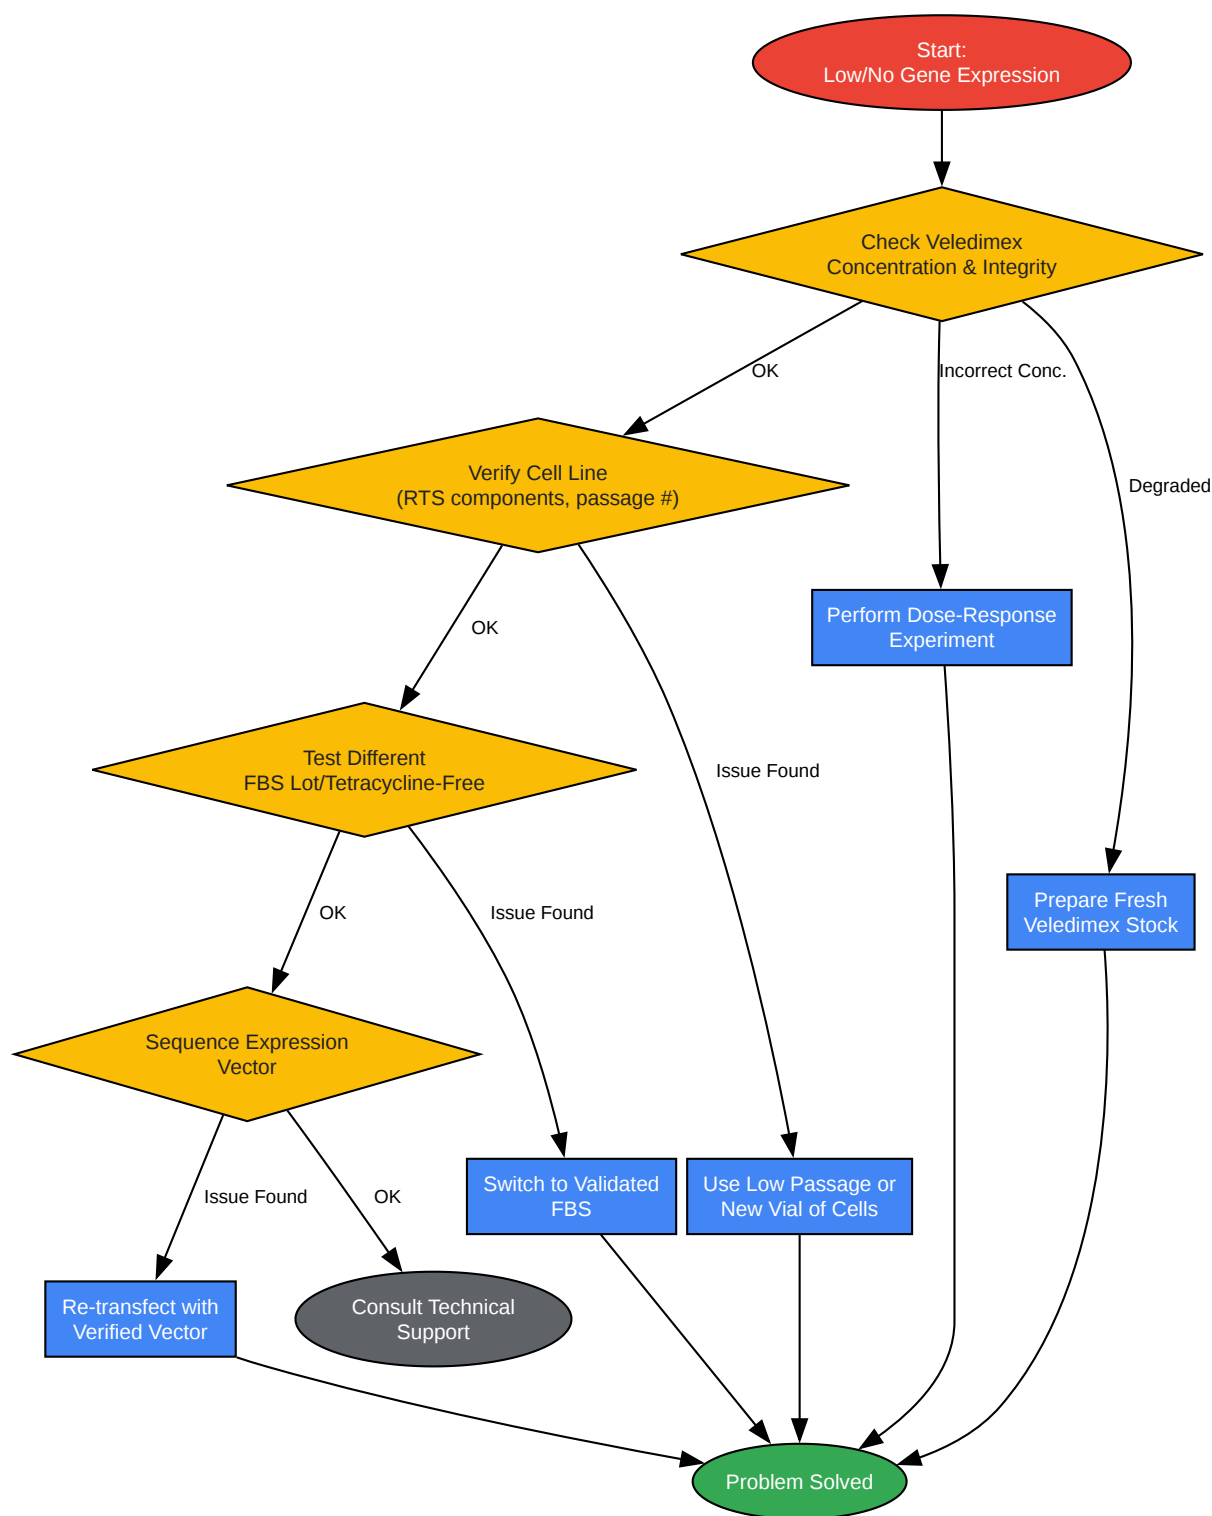 Start:
Low/No Gene Expression
Check Veledimex
Concentration & Integrity
OK
Incorrect Conc.
Degraded
Verify Cell Line
(RTS components, passage #)
OK
Issue Found
Perform Dose-Response
Experiment
Test Different
FBS Lot/Tetracycline-Free
OK
Issue Found
Prepare Fresh
Veledimex Stock
Sequence Expression
Vector
Issue Found
OK
Switch to Validated
FBS
Use Low Passage or
New Vial of Cells
Re-transfect with
Verified Vector
Consult Technical
Support
Problem Solved